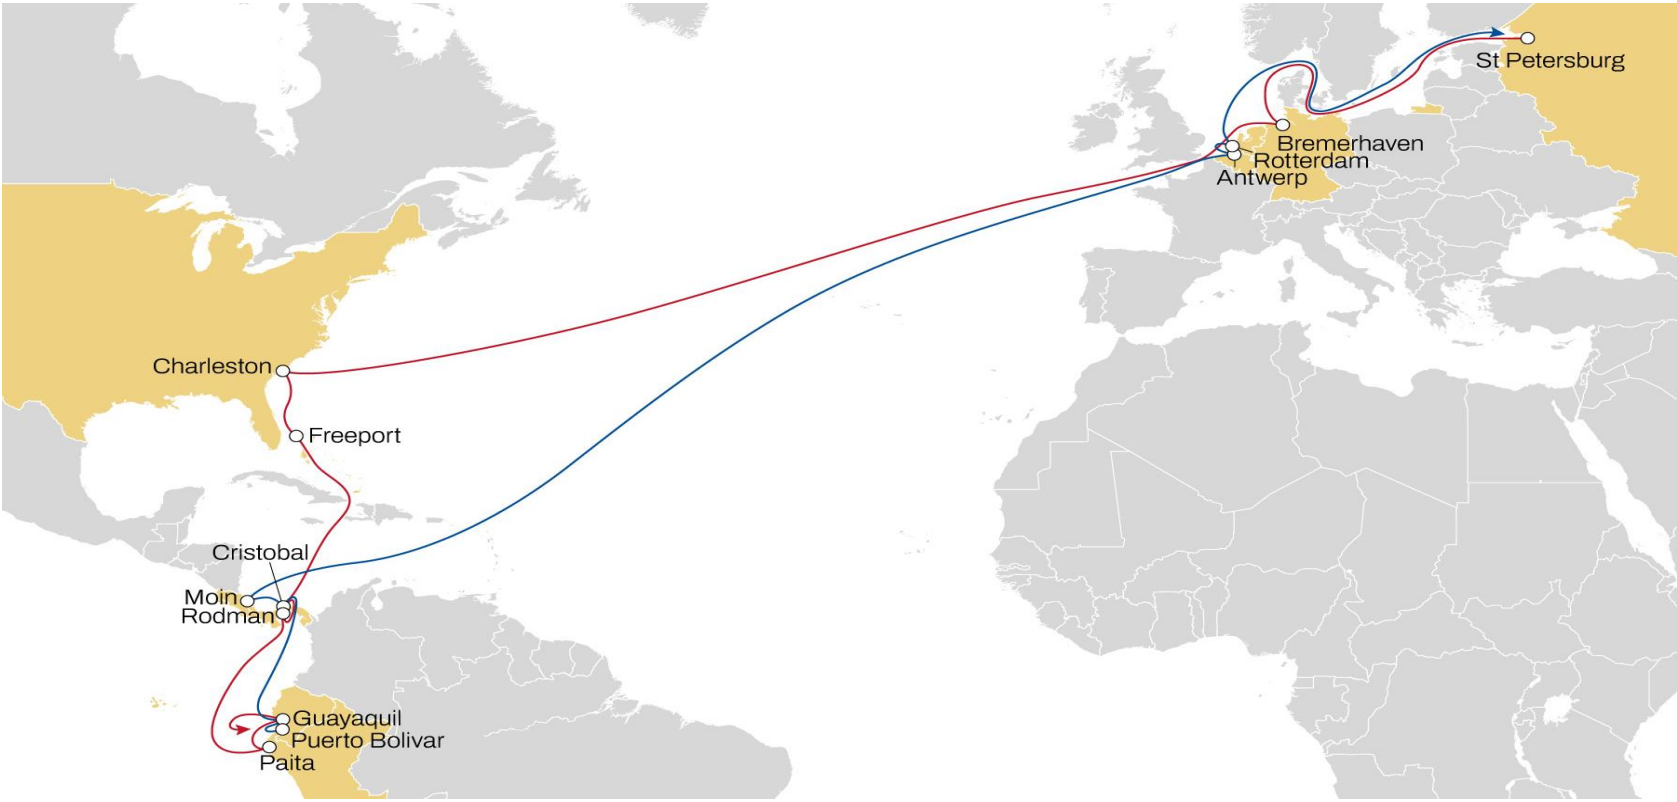 St Petersburg
Bremerhaven
Rotterdam
Antwerp
Charleston
Freeport
Cristobal
Moin
Rodman
Guayaquil
Puerto Bolivar
Paita